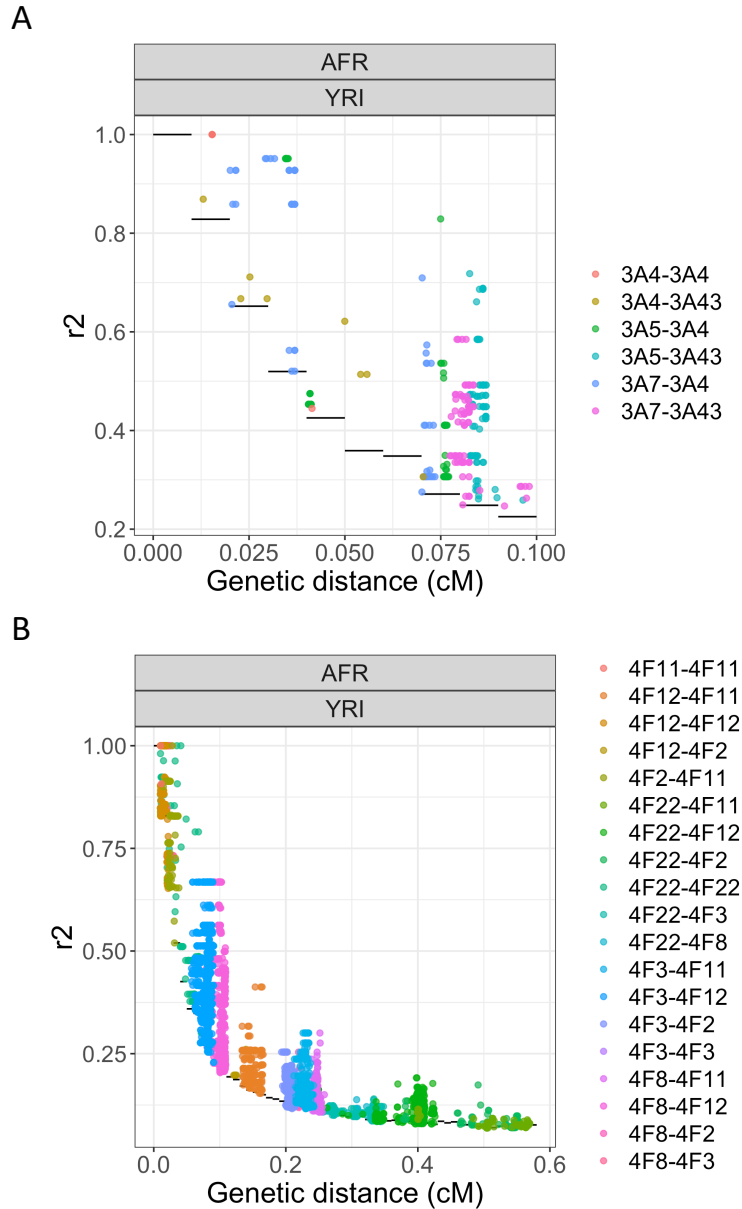 A
AFR
YRI
1.0
0.8
0.6
0.4
0.2
r2
0.000 0.025 0.050 0.075 0.100
Genetic distance (cM)
3A4-3A4
3A4-3A43
3A5-3A4
3A5-3A43
3A7-3A4
3A7-3A43
B
AFR
YRI
1.00
0.75
0.50
0.25
r2
0.0 0.2 0.4 0.6
Genetic distance (cM)
4F11-4F11
4F12-4F11
4F12-4F12
4F12-4F2
4F2-4F11
4F22-4F11
4F22-4F12
4F22-4F2
4F22-4F22
4F22-4F3
4F22-4F8
4F3-4F11
4F3-4F12
4F3-4F2
4F3-4F3
4F8-4F11
4F8-4F12
4F8-4F2
4F8-4F3